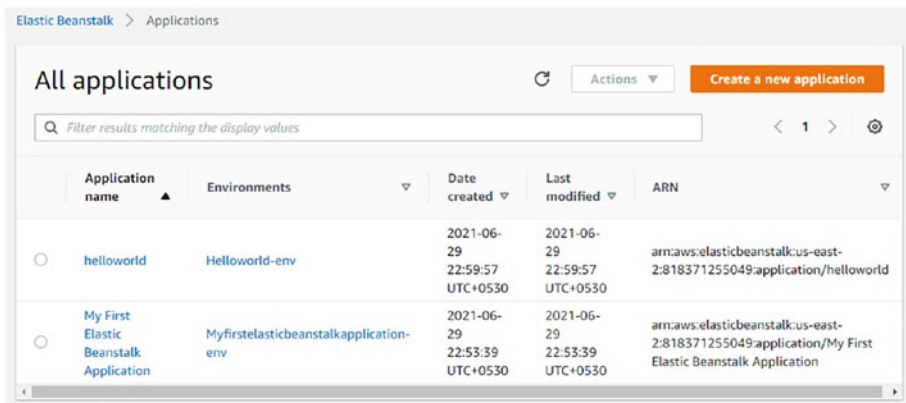 Elastic Beanstalk > Applications
All applications
Actions
Create a new application
Filter results matching the display values
< 1 >
Application name
Environments
Date created
Last modified
ARN
helloworld
Helloworld-env
2021-06-
29
22:59:57
UTC+0530
2021-06-
29
22:59:57
UTC+0530
arn:aws:elasticbeanstalk:us-east-
2:818371255049:application/helloworld
My First
Elastic
Beanstalk
Application
Myfirstelasticbeanstalkapplication-
env
2021-06-
29
22:53:39
UTC+0530
2021-06-
29
22:53:39
UTC+0530
arn:aws:elasticbeanstalk:us-east-
2:818371255049:application/My First
Elastic Beanstalk Application